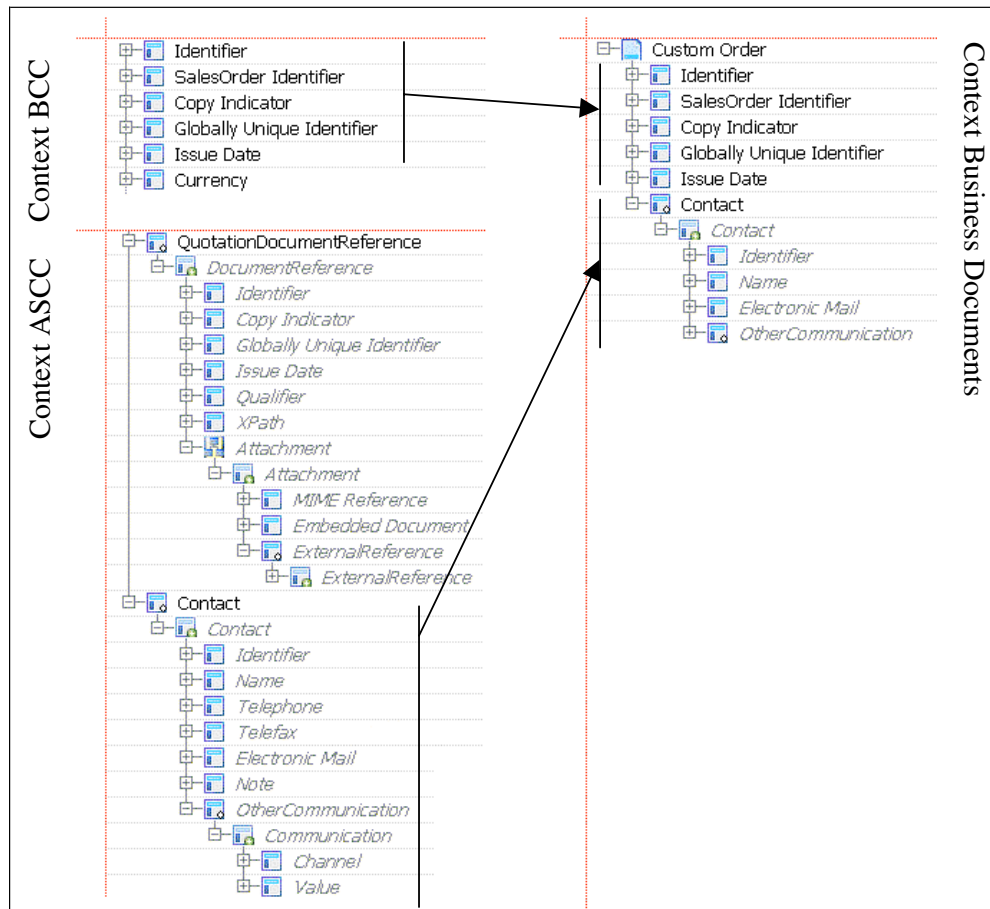 Context BCC
Identifier
SalesOrder Identifier
Copy Indicator
Globally Unique Identifier
Issue Date
Currency
Context ASCC
QuotationDocumentReference
DocumentReference
Identifier
Copy Indicator
Globally Unique Identifier
Issue Date
Qualifier
XPath
Attachment
Attachment
MIME Reference
Embedded Document
ExternalReference
ExternalReference
Contact
Contact
Identifier
Name
Telephone
Telefax
Electronic Mail
Note
OtherCommunication
Communication
Channel
Value
Custom Order
Identifier
SalesOrder Identifier
Copy Indicator
Globally Unique Identifier
Issue Date
Contact
Contact
Identifier
Name
Electronic Mail
OtherCommunication
Context Business Documents